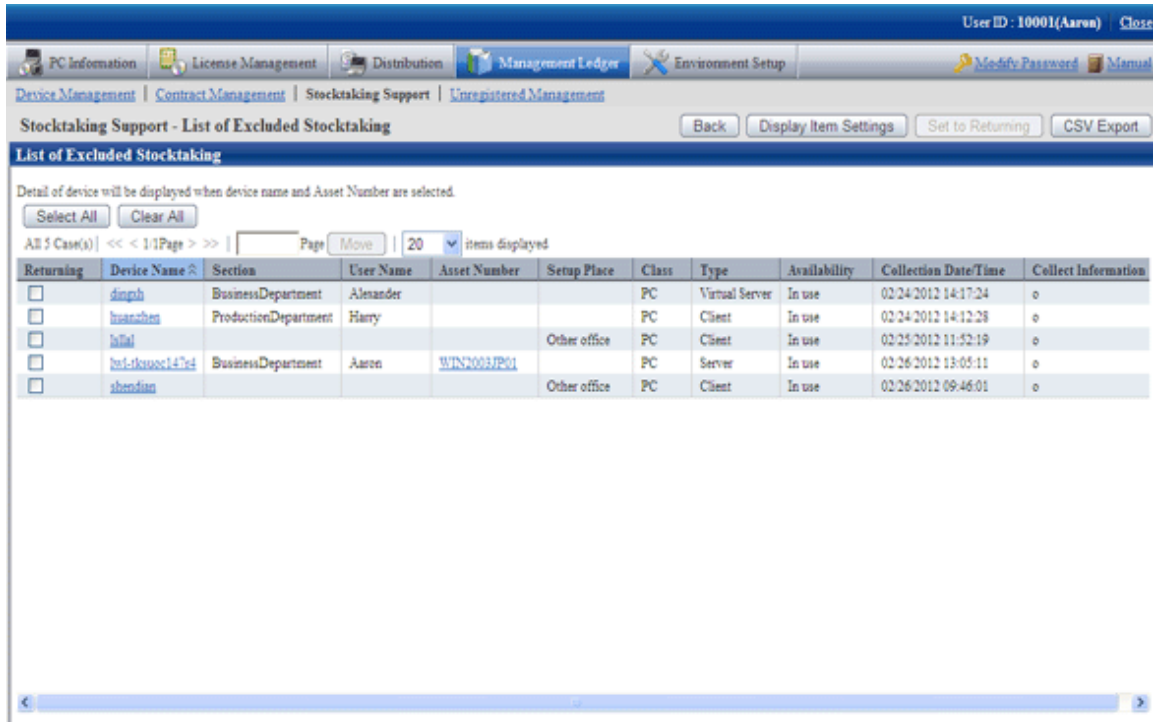 User ID : 10001(Aaron) Close
PC Information License Management Distribution Management Ledger Environment Setup Modify Password Manual
Device Management | Contract Management | Stocktaking Support | Unregistered Management
Stocktaking Support - List of Excluded Stocktaking Back Display Item Settings Set to Returning CSV Export
List of Excluded Stocktaking
Detail of device will be displayed when device name and Asset Number are selected.
Select All Clear All
All 5 Case(s) | << < 1/1Page > >> | Page Move | 20 items displayed
Returning Device Name Section User Name Asset Number Setup Place Class Type Availability Collection Date/Time Collect Information
dingph BusinessDepartment Alexander PC Virtual Server In use 02/24/2012 14:17:24 o
huanzhen ProductionDepartment Harry PC Client In use 02/24/2012 14:12:28 o
Other office PC Client In use 02/25/2012 11:52:19 o
BusinessDepartment Aaron WIN2003JP01 PC Server In use 02/26/2012 13:05:11 o
shendian Other office PC Client In use 02/26/2012 09:46:01 o